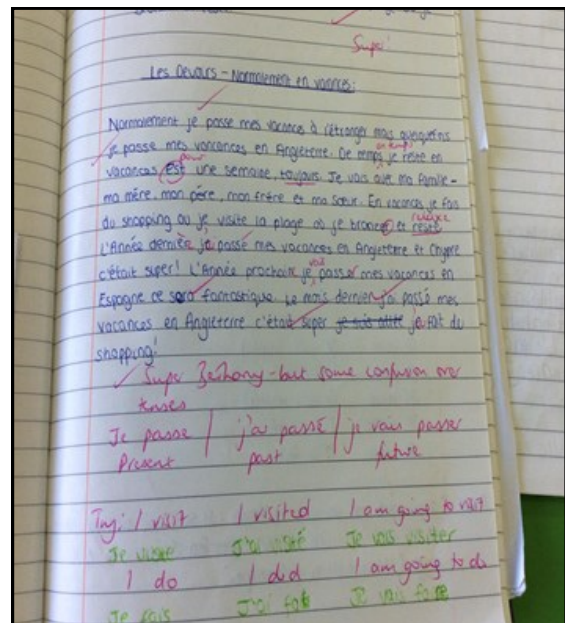 Super!
Les Devoirs - Normalement en vacances:
Normalement je passe mes vacances à l'étranger mais quelquefois
je passe mes vancances en Angleterre. De temps en temps je reste en
vacances est pour une semaine, toujours. Je vais avec ma famille -
ma mère, mon père, mon frère et ma sœur. En vacances je fais
du shopping ou je visite la plage où je bronze et reste relaxe
L'Année dernière je passé mes vacances en Angleterre et Chypre
c'était super! L'Année prochain je vais passer mes vacances en
Espagne ce sera fantastique. Le mois dernier j'ai passé mes
vacances en Angleterre c'était super je fait du
shopping!
Super Bethany - but some confusion over
tenses
Je passe | j'ai passé | je vais passer
Present past future
Try: I visit I visited I am going to visit
Je visite J'ai visité Je vais visiter
I do I did I am going to do
Je fais J'ai fait Je vais faire